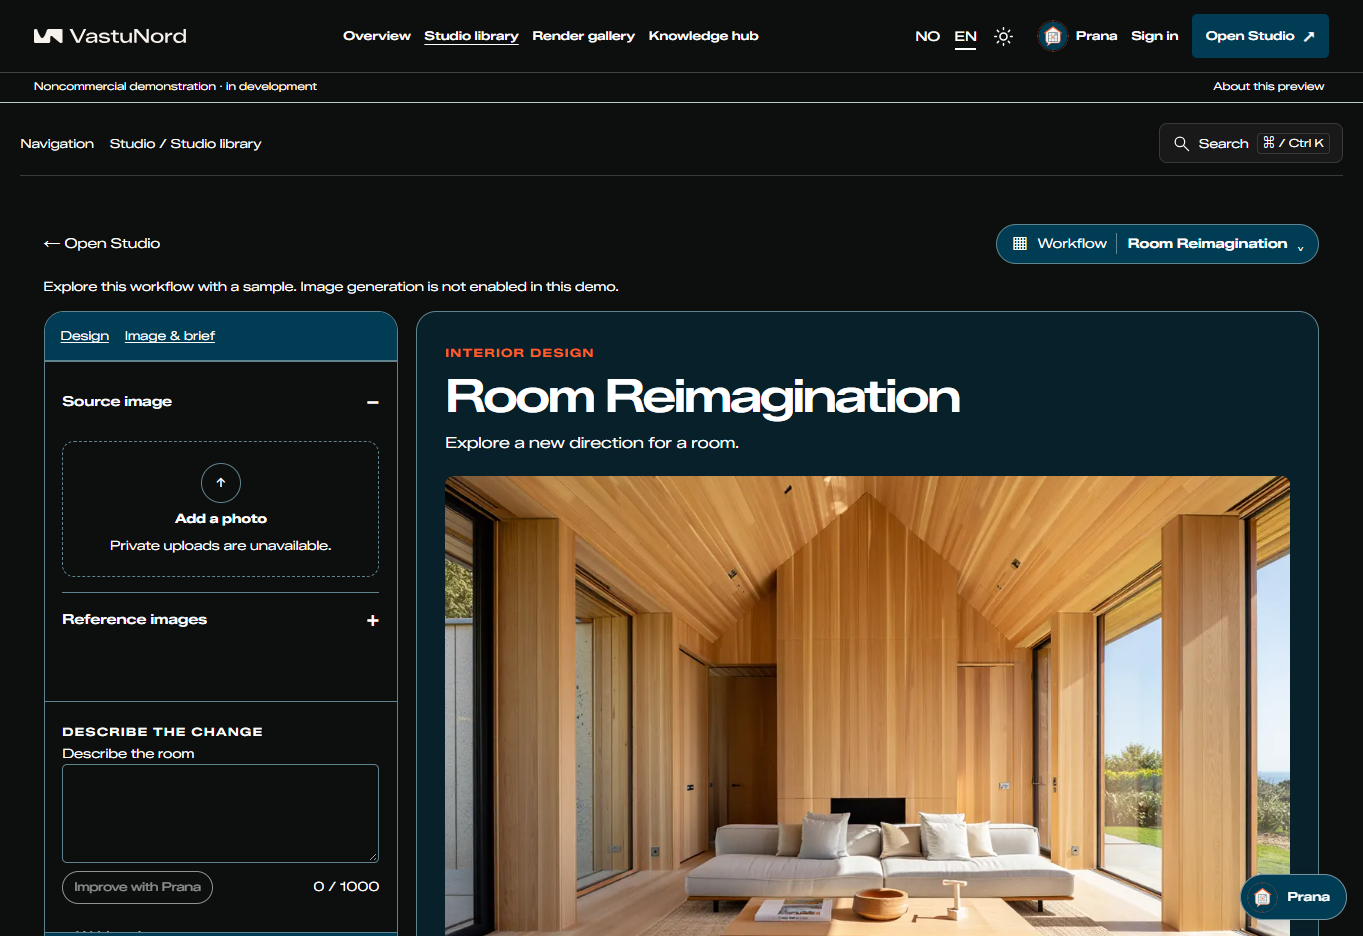 VastuNord
Overview Studio library Render gallery Knowledge hub
NO EN Prana Sign in Open Studio ↗
Noncommercial demonstration · In development
About this preview
Navigation Studio / Studio library
Search ⌘ / Ctrl K
← Open Studio
Workflow Room Reimagination
Explore this workflow with a sample. Image generation is not enabled in this demo.
Design Image & brief
Source image −
Add a photo
Private uploads are unavailable.
Reference images +
DESCRIBE THE CHANGE
Describe the room
Improve with Prana 0 / 1000
INTERIOR DESIGN
Room Reimagination
Explore a new direction for a room.
Prana